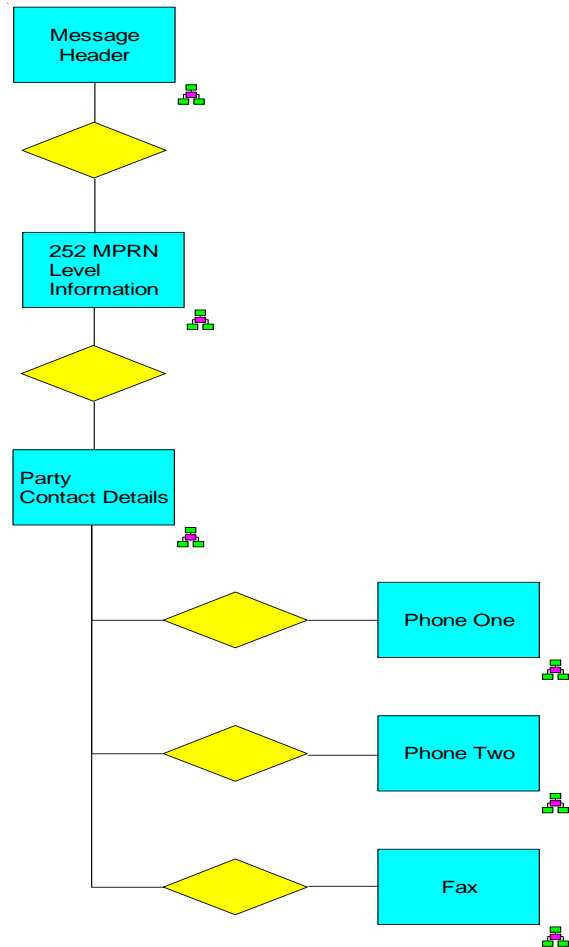 Message
Header
252 MPRN
Level
Information
Party
Contact Details
Phone One
Phone Two
Fax